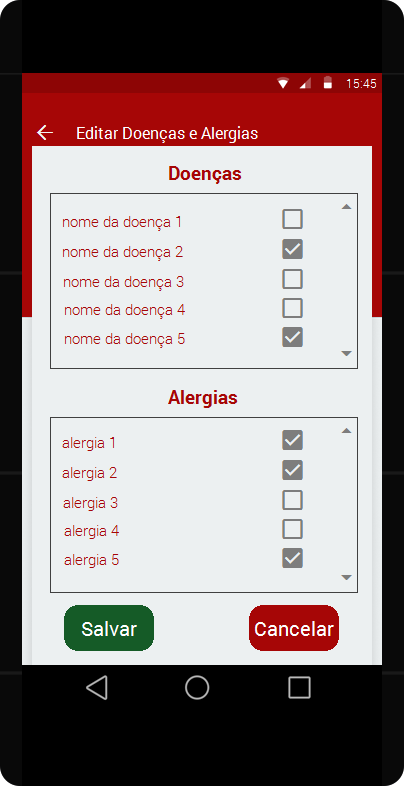 15:45
Editar Doenças e Alergias
Doenças
nome da doença 1
nome da doença 2
nome da doença 3
nome da doença 4
nome da doença 5
Alergias
alergia 1
alergia 2
alergia 3
alergia 4
alergia 5
Salvar Cancelar